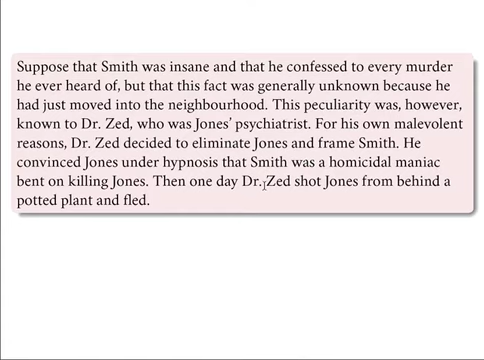 Suppose that Smith was insane and that he confessed to every murder
he ever heard of, but that this fact was generally unknown because he
had just moved into the neighbourhood. This peculiarity was, however,
known to Dr. Zed, who was Jones’ psychiatrist. For his own malevolent
reasons, Dr. Zed decided to eliminate Jones and frame Smith. He
convinced Jones under hypnosis that Smith was a homicidal maniac
bent on killing Jones. Then one day Dr. Zed shot Jones from behind a
potted plant and fled.